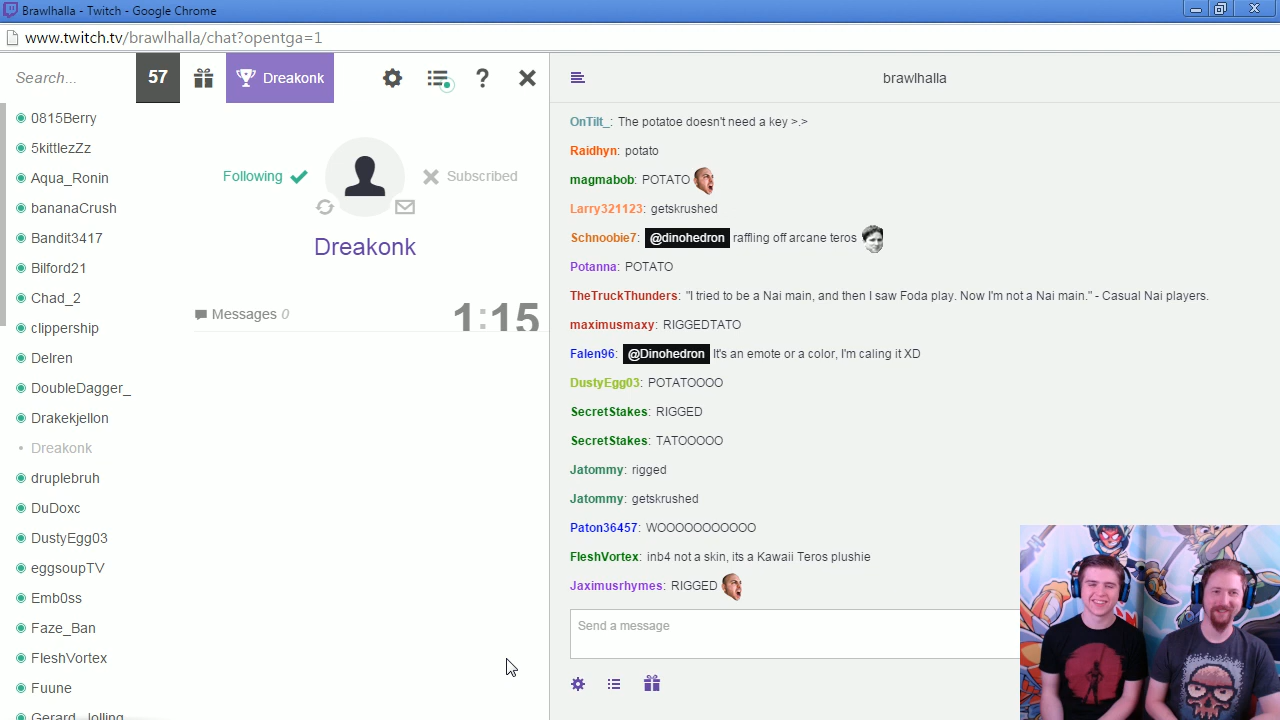 Brawlhalla - Twitch - Google Chrome
www.twitch.tv/brawlhalla/chat?opentga=1
Search...
57
Dreakonk
?
0815Berry
5kittlezZz
Aqua_Ronin
bananaCrush
Bandit3417
Bilford21
Chad_2
clippership
Delren
DoubleDagger_
Drakekjellon
Dreakonk
druplebruh
DuDoxc
DustyEgg03
eggsoupTV
Emb0ss
Faze_Ban
FleshVortex
Fuune
Gerard_Jolling
Following
Subscribed
Dreakonk
Messages 0
1:15
brawlhalla
OnTilt_: The potatoe doesn't need a key >.>
Raidhyn: potato
magmabob: POTATO
Larry321123: getskrushed
Schnoobie7: @dinohedron raffling off arcane teros
Potanna: POTATO
TheTruckThunders: "I tried to be a Nai main, and then I saw Foda play. Now I'm not a Nai main." - Casual Nai players.
maximusmaxy: RIGGEDTATO
Falen96: @Dinohedron It's an emote or a color, I'm caling it XD
DustyEgg03: POTATOOOO
SecretStakes: RIGGED
SecretStakes: TATOOOOO
Jatommy: rigged
Jatommy: getskrushed
Paton36457: WOOOOOOOOOOO
FleshVortex: inb4 not a skin, its a Kawaii Teros plushie
Jaximusrhymes: RIGGED
Send a message